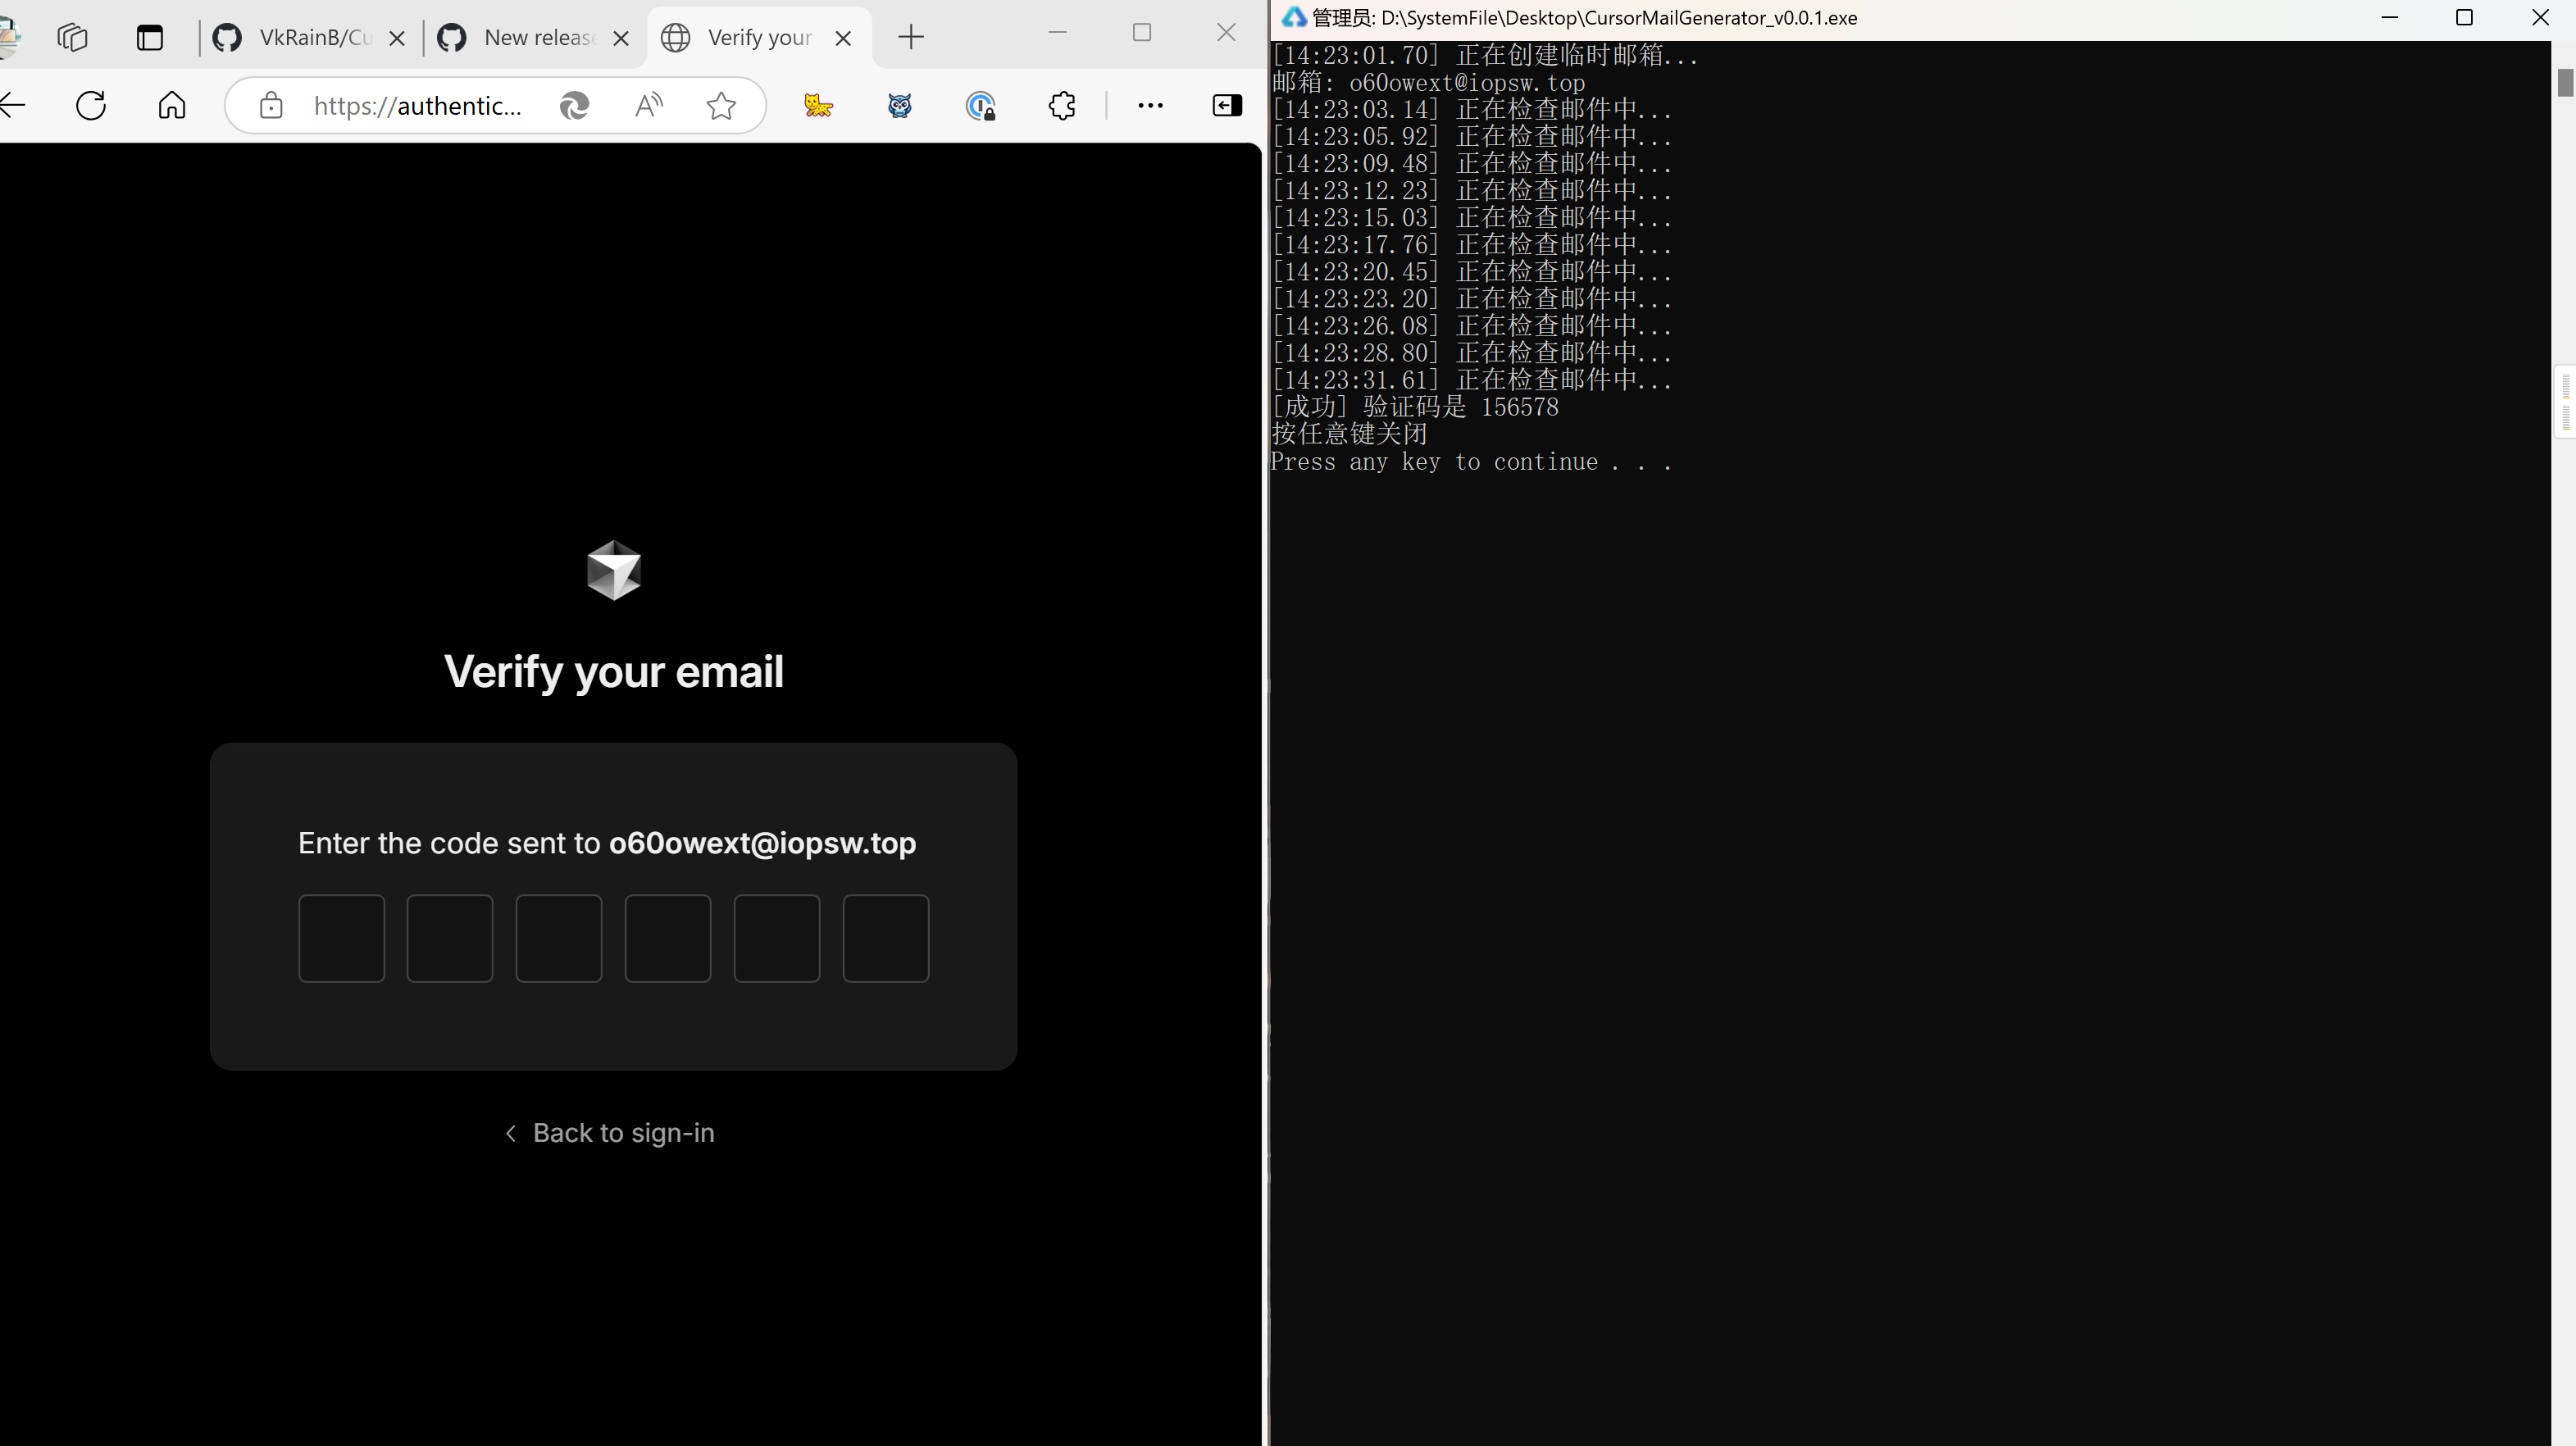 VkRainB/Cu
New release
Verify your
https://authentic...
Verify your email
Enter the code sent to o60owext@iopsw.top
Back to sign-in
管理员: D:\SystemFile\Desktop\CursorMailGenerator_v0.0.1.exe
[14:23:01.70] 正在创建临时邮箱...
邮箱: o60owext@iopsw.top
[14:23:03.14] 正在检查邮件中...
[14:23:05.92] 正在检查邮件中...
[14:23:09.48] 正在检查邮件中...
[14:23:12.23] 正在检查邮件中...
[14:23:15.03] 正在检查邮件中...
[14:23:17.76] 正在检查邮件中...
[14:23:20.45] 正在检查邮件中...
[14:23:23.20] 正在检查邮件中...
[14:23:26.08] 正在检查邮件中...
[14:23:28.80] 正在检查邮件中...
[14:23:31.61] 正在检查邮件中...
[成功] 验证码是 156578
按任意键关闭
Press any key to continue . . .